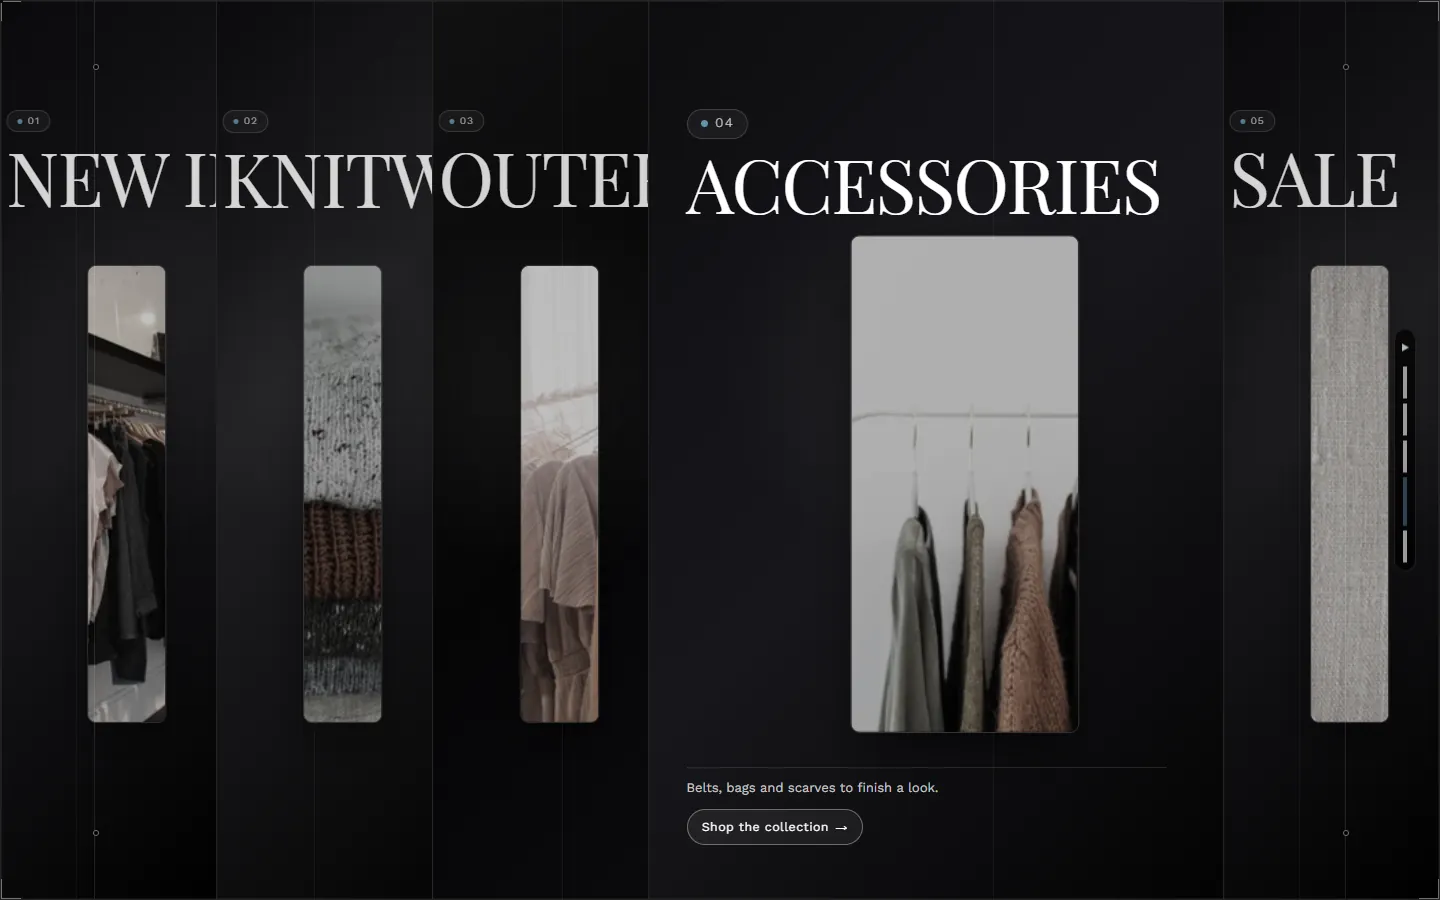 01
NEW I
02
KNITW
03
OUTER
04
ACCESSORIES
Belts, bags and scarves to finish a look.
Shop the collection →
05
SALE